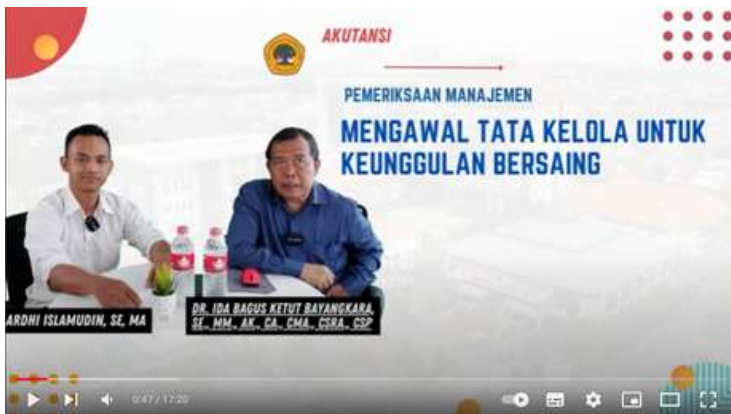 AKUTANSI
PEMERIKSAAN MANAJEMEN
MENGAWAL TATA KELOLA UNTUK
KEUNGGULAN BERSAING
ARDHI ISLAMUDIN, SE, MA
DR. IDA BAGUS KETUT BAYANGKARA,
SE., MM., AK., CA., CMA., CSRA., CSP
0:47 / 17:20